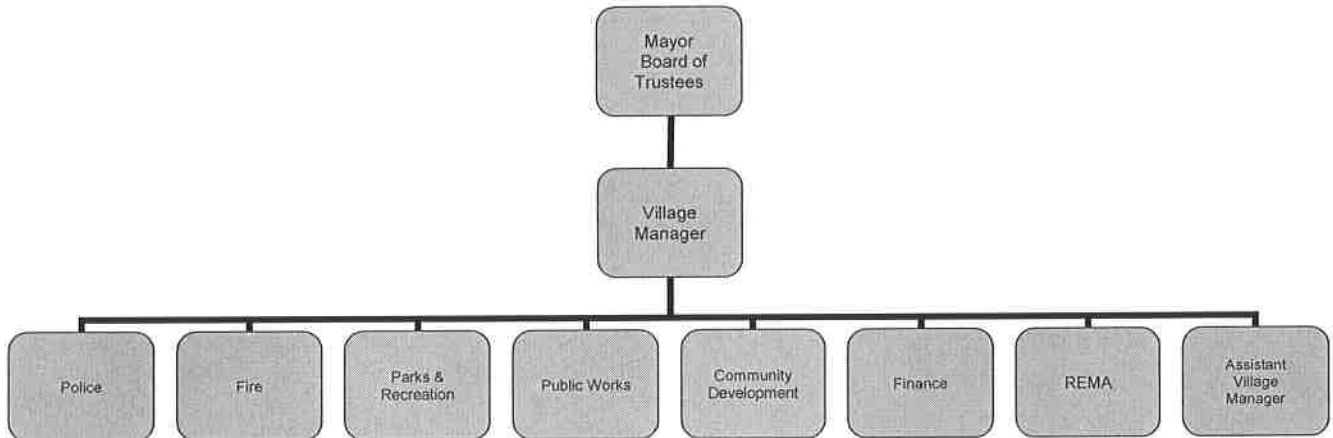 Mayor
Board of
Trustees
Village
Manager
Police
Fire
Parks &
Recreation
Public Works
Community
Development
Finance
REMA
Assistant
Village
Manager